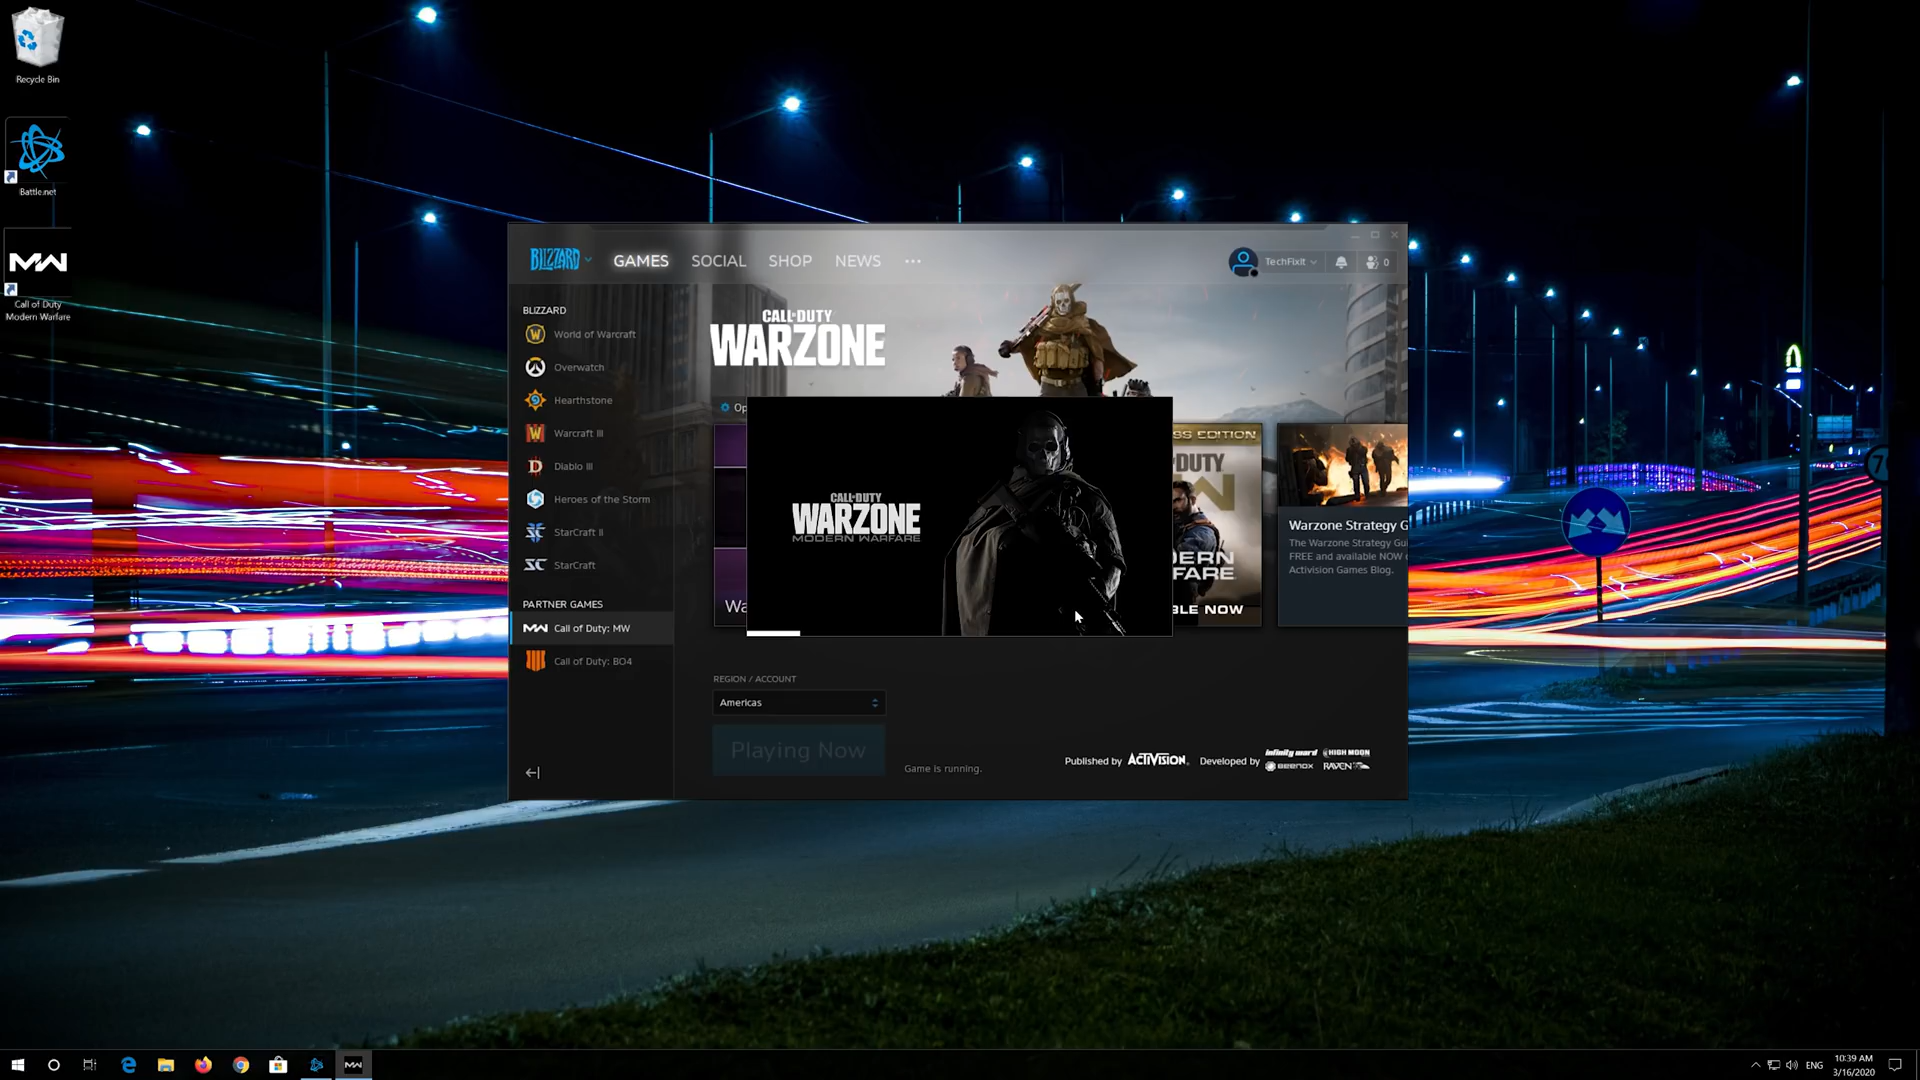 Recycle Bin
Battle.net
Call of Duty
Modern Warfare
BLIZZARD
GAMES
SOCIAL
SHOP
NEWS
TechFixIt
0
BLIZZARD
World of Warcraft
Overwatch
Hearthstone
Warcraft III
Diablo III
Heroes of the Storm
StarCraft II
StarCraft
PARTNER GAMES
Call of Duty: MW
Call of Duty: BO4
CALL OF DUTY
WARZONE
Op
Wa
CALL OF DUTY
WARZONE
MODERN WARFARE
SS EDITION
DUTY
ERN
FARE
BLE NOW
Warzone Strategy G
The Warzone Strategy Gui
FREE and available NOW o
Activision Games Blog.
REGION / ACCOUNT
Americas
Playing Now
Game is running.
Published by ACTIVISION. Developed by
infinity ward HIGH MOON
BEENOX RAVEN
ENG
10:39 AM
3/16/2020